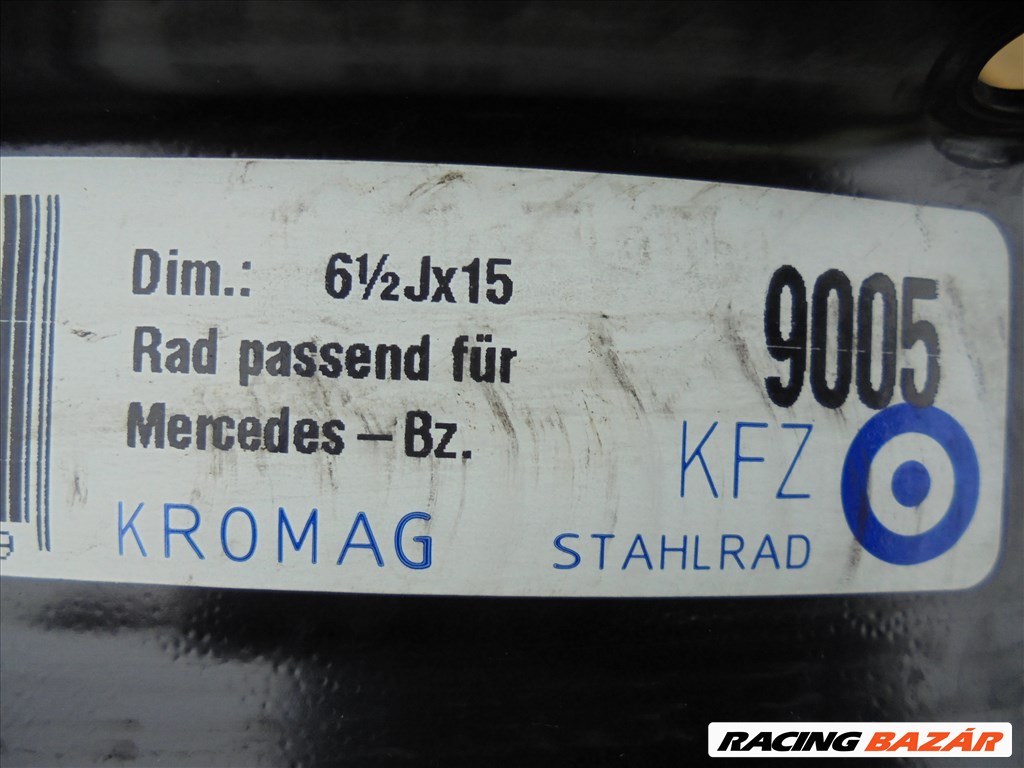 Dim.: 6½Jx15
9005
Rad passend für
Mercedes – Bz.
KFZ
KROMAG
STAHLRAD
RACING BAZÁR